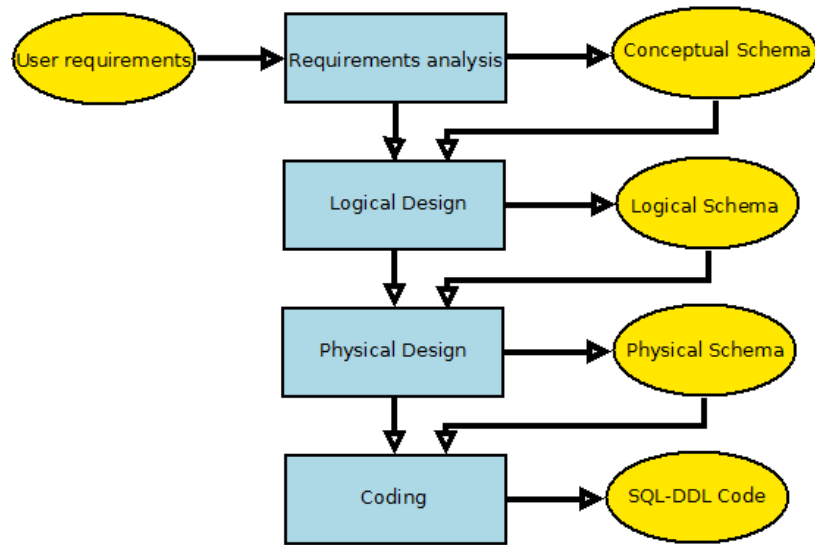 User requirements
Requirements analysis
Conceptual Schema
Logical Design
Logical Schema
Physical Design
Physical Schema
Coding
SQL-DDL Code